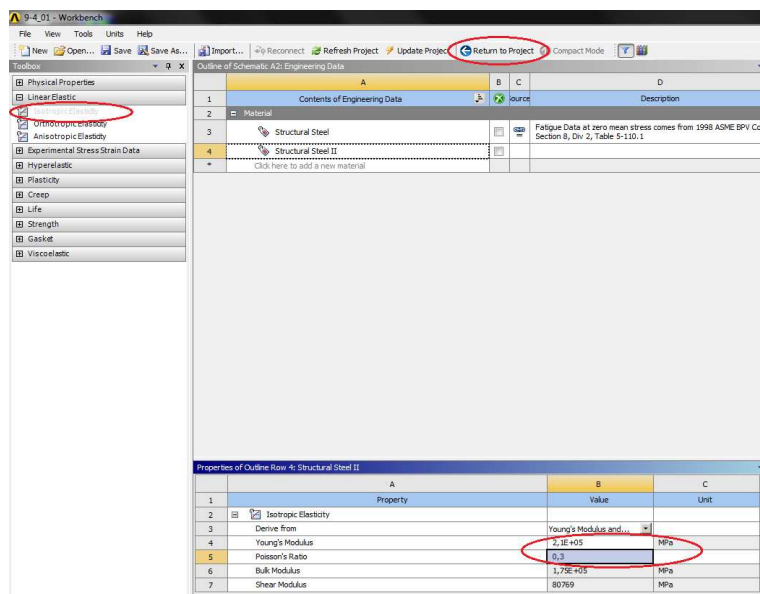 9-4_01 - Workbench
File View Tools Units Help
New Open... Save Save As... Import... Reconnect Refresh Project Update Project Return to Project Compact Mode
Toolbox
Outline of Schematic A2: Engineering Data
Physical Properties
Linear Elastic
Isotropic Elasticity
Orthotropic Elasticity
Anisotropic Elasticity
Experimental Stress Strain Data
Hyperelastic
Plasticity
Creep
Life
Strength
Gasket
Viscoelastic
A B C D
1 Contents of Engineering Data ource Description
2 Material
3 Structural Steel Fatigue Data at zero mean stress comes from 1998 ASME BPV Co
Section 8, Div 2, Table 5-110.1
4 Structural Steel II
* Click here to add a new material
Properties of Outline Row 4: Structural Steel II
A B C
1 Property Value Unit
2 Isotropic Elasticity
3 Derive from Young's Modulus and...
4 Young's Modulus 2,1E+05 MPa
5 Poisson's Ratio 0,3
6 Bulk Modulus 1,75E+05 MPa
7 Shear Modulus 80769 MPa